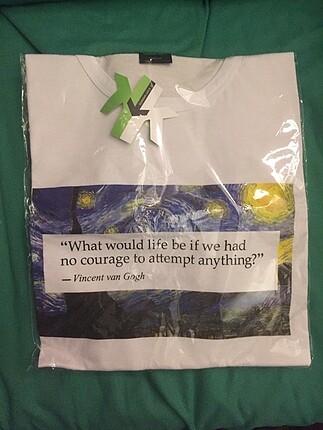 “What would life be if we had
no courage to attempt anything?”
— Vincent van Gogh